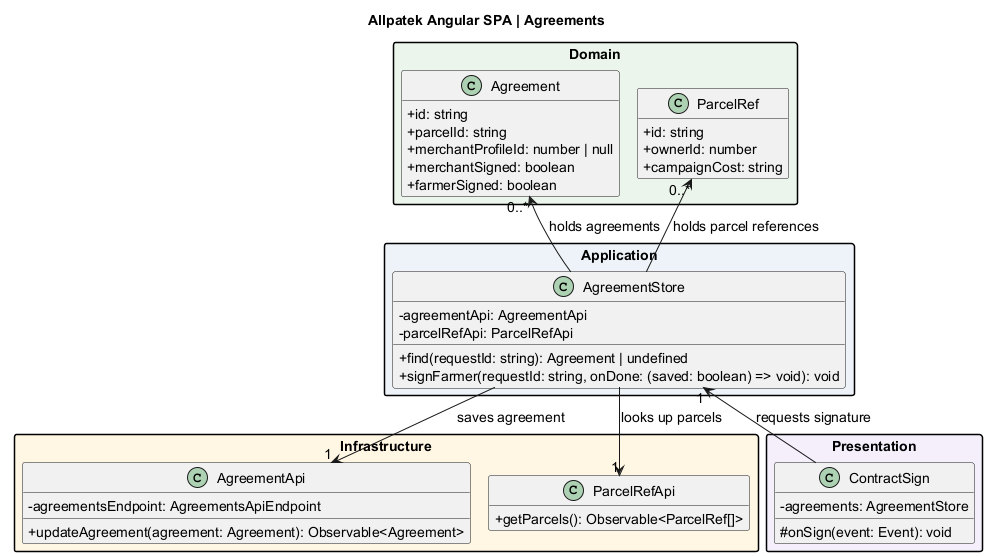 Allpatek Angular SPA | Agreements
Domain
C Agreement
+id: string
+parcelId: string
+merchantProfileId: number | null
+merchantSigned: boolean
+farmerSigned: boolean
C ParcelRef
+id: string
+ownerId: number
+campaignCost: string
0..*
0..*
holds agreements
holds parcel references
Application
C AgreementStore
-agreementApi: AgreementApi
-parcelRefApi: ParcelRefApi
+find(requestId: string): Agreement | undefined
+signFarmer(requestId: string, onDone: (saved: boolean) => void): void
1
saves agreement
looks up parcels
requests signature
Infrastructure
1
1
C AgreementApi
-agreementsEndpoint: AgreementsApiEndpoint
+updateAgreement(agreement: Agreement): Observable<Agreement>
C ParcelRefApi
+getParcels(): Observable<ParcelRef[]>
Presentation
C ContractSign
-agreements: AgreementStore
#onSign(event: Event): void